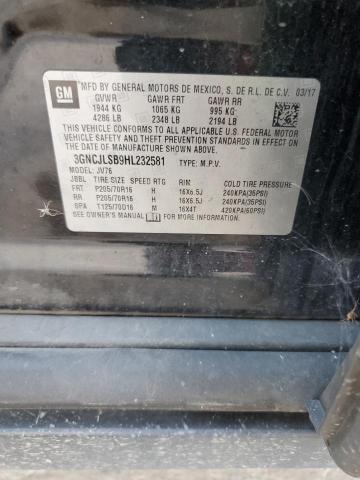 GM
MFD BY GENERAL MOTORS DE MEXICO, S. DE R.L. DE C.V. 03/17
GVWR GAWR FRT GAWR RR
1944 KG 1065 KG 995 KG
4286 LB 2348 LB 2194 LB
THIS VEHICLE CONFORMS TO ALL APPLICABLE U.S. FEDERAL MOTOR
VEHICLE SAFETY, BUMPER, AND THEFT PREVENTION STANDARDS IN
EFFECT ON THE DATE OF MANUFACTURE SHOWN ABOVE.
3GNCJLSB9HL232581 TYPE: M.P.V.
MODEL: JV76
JBBL TIRE SIZE SPEED RTG RIM COLD TIRE PRESSURE
FRT P205/70R16 H 16X6.5J 240KPA(35PSI)
RR P205/70R16 H 16X6.5J 240KPA(35PSI)
SPA T125/70D16 M 16X4T 420KPA(60PSI)
SEE OWNER'S MANUAL FOR ADDITIONAL INFORMATION.